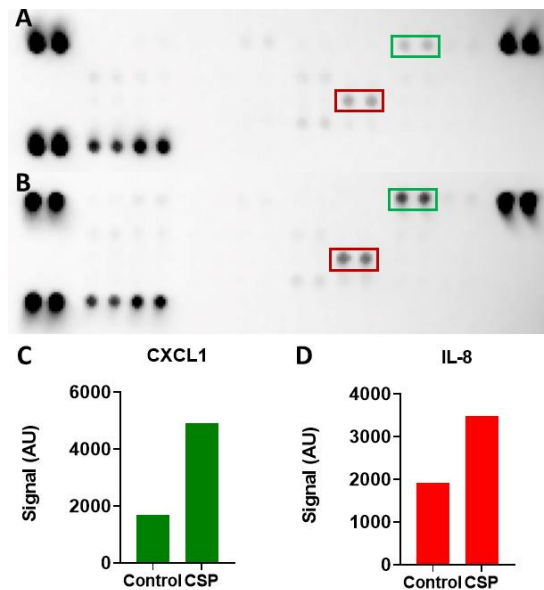 A
B
C
CXCL1
Signal (AU)
6000
4000
2000
0
Control CSP
D
IL-8
Signal (AU)
4000
3000
2000
1000
0
Control CSP